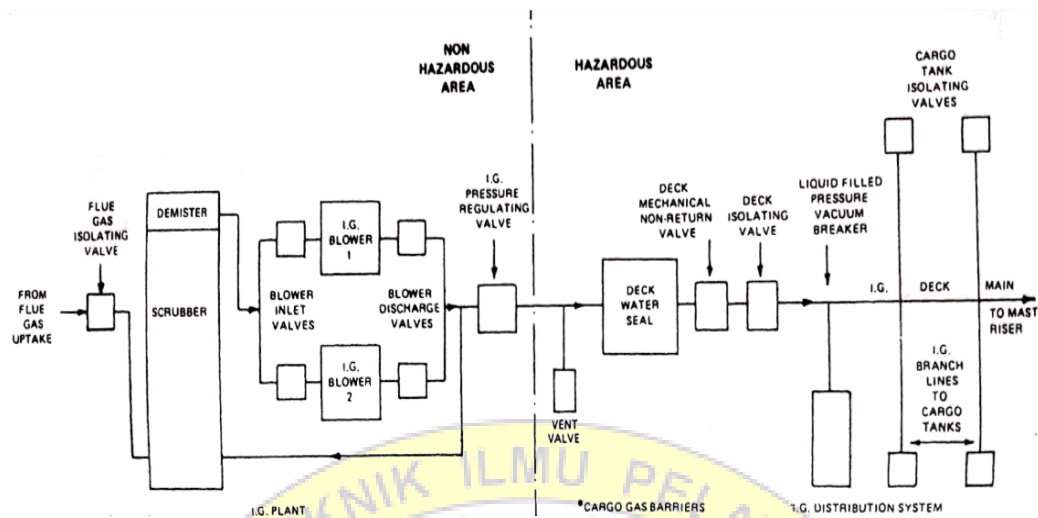 NON
HAZARDOUS
AREA
HAZARDOUS
AREA
CARGO
TANK
ISOLATING
VALVES
FLUE
GAS
ISOLATING
VALVE
DEMISTER
I.G.
BLOWER
1
I.G.
PRESSURE
REGULATING
VALVE
DECK
MECHANICAL
NON-RETURN
VALVE
DECK
ISOLATING
VALVE
LIQUID FILLED
PRESSURE
VACUUM
BREAKER
FROM
FLUE
GAS
UPTAKE
SCRUBBER
BLOWER
INLET
VALVES
BLOWER
DISCHARGE
VALVES
DECK
WATER
SEAL
I.G. DECK MAIN
TO MAST
RISER
I.G.
BLOWER
2
VENT
VALVE
I.G.
BRANCH
LINES
TO
CARGO
TANKS
I.G. PLANT
*CARGO GAS BARRIERS
I.G. DISTRIBUTION SYSTEM
ILMU